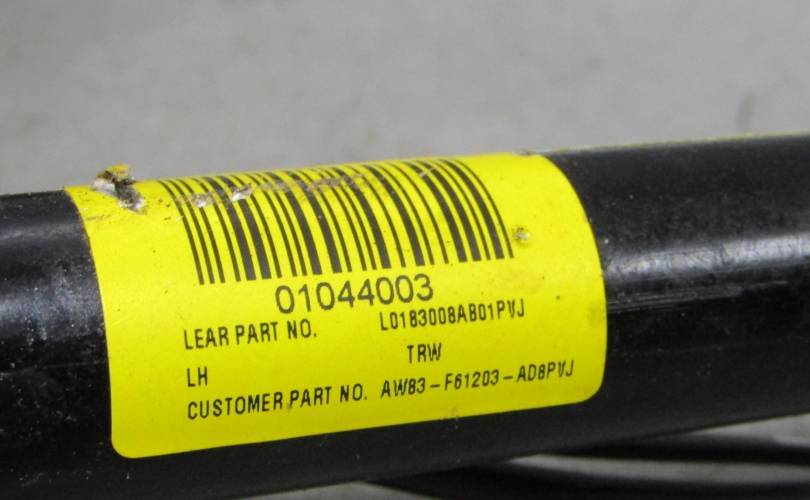 01044003
LEAR PART NO. L0183008AB01PVJ
LH TRW
CUSTOMER PART NO. AW83-F61203-AD8PVJ